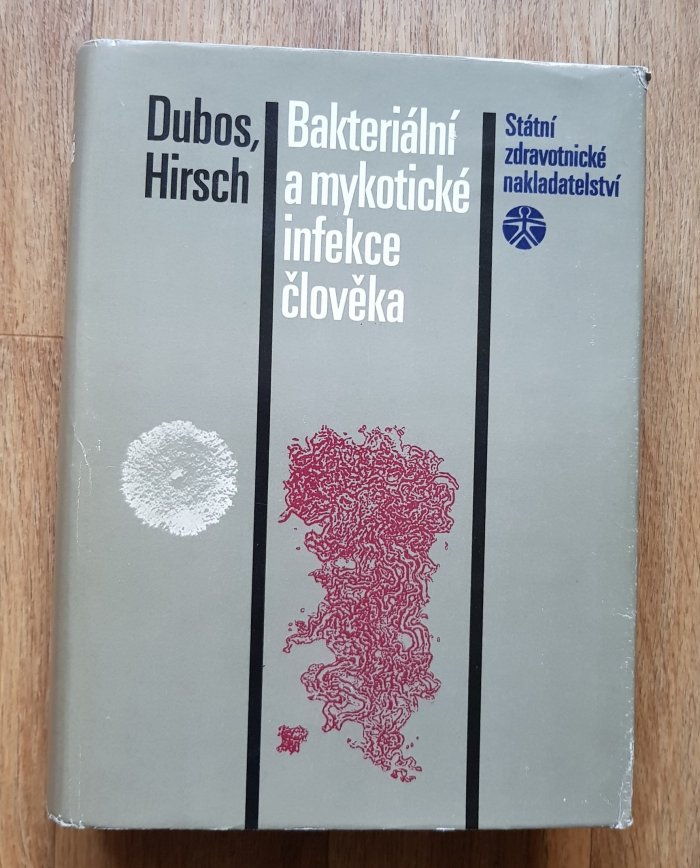 Dubos,
Hirsch
Bakteriální
a mykotické
infekce
člověka
Státní
zdravotnické
nakladatelství